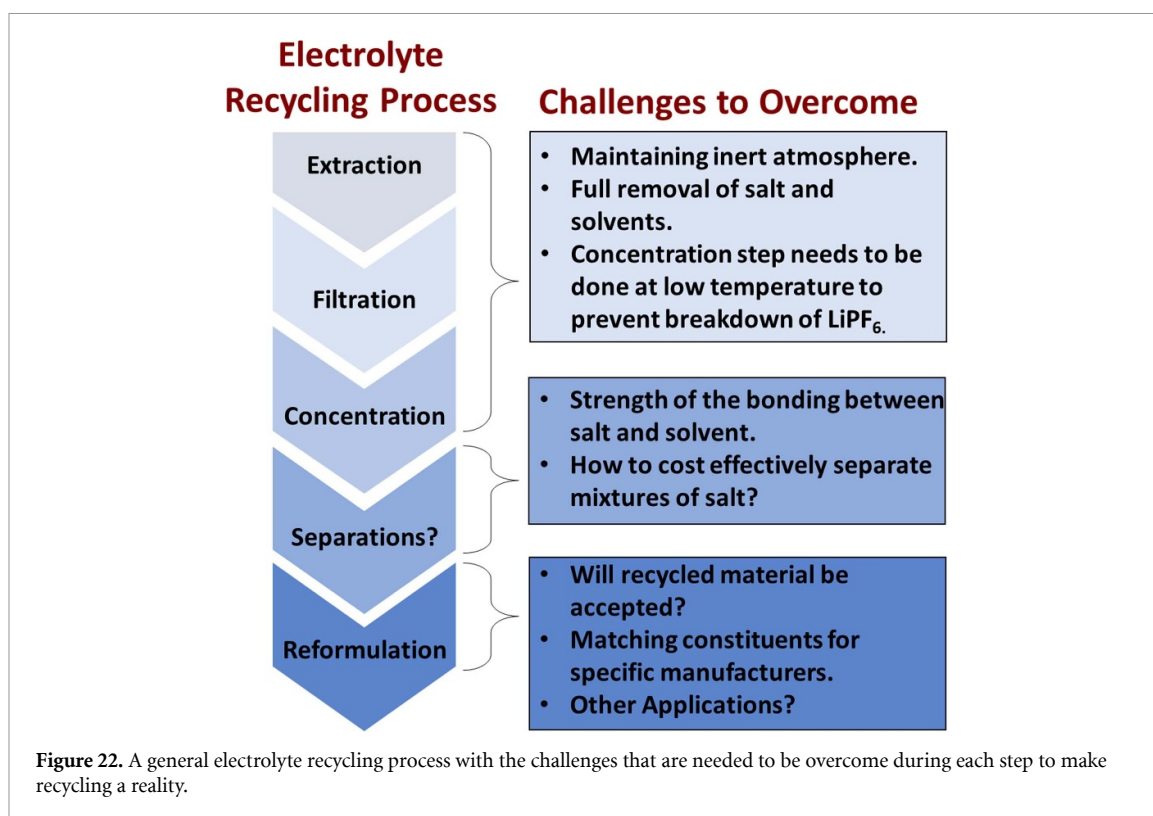 Electrolyte
Recycling Process
Challenges to Overcome
Extraction
Filtration
Concentration
Separations?
Reformulation
• Maintaining inert atmosphere.
• Full removal of salt and
solvents.
• Concentration step needs to be
done at low temperature to
prevent breakdown of LiPF₆.
• Strength of the bonding between
salt and solvent.
• How to cost effectively separate
mixtures of salt?
• Will recycled material be
accepted?
• Matching constituents for
specific manufacturers.
• Other Applications?
Figure 22. A general electrolyte recycling process with the challenges that are needed to be overcome during each step to make
recycling a reality.